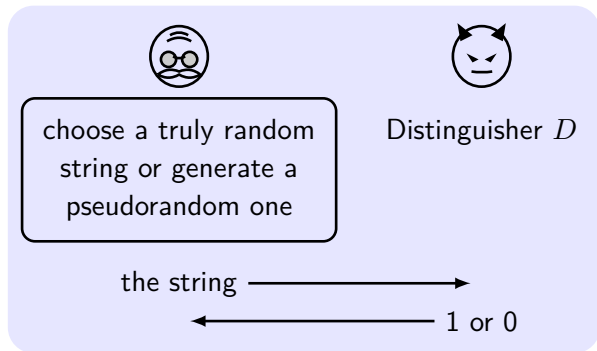 choose a truly random
string or generate a
pseudorandom one
Distinguisher D
the string
1 or 0